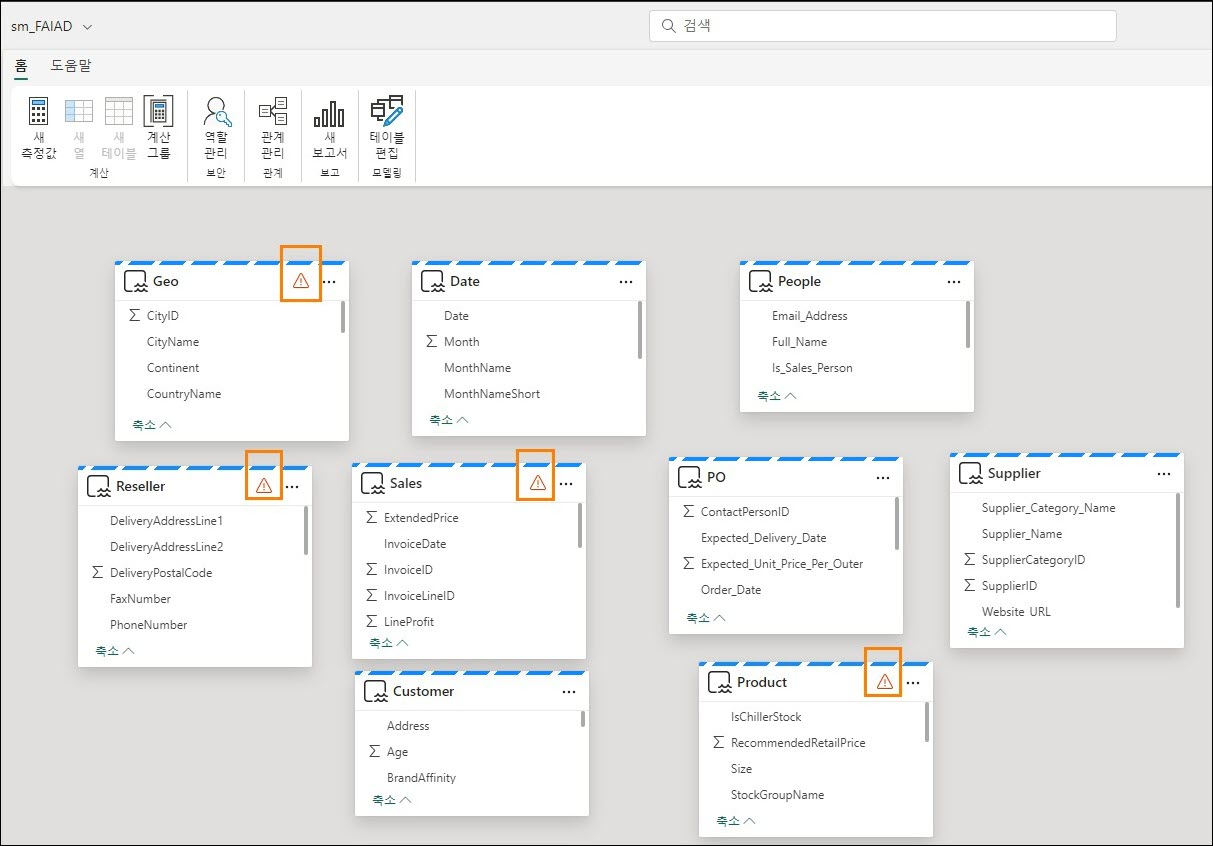 sm_FAIAD
검색
홈
도움말
새
측정값
새
열
새
테이블
계산
그룹
계산
역할
관리
보안
관계
관리
관계
새
보고서
보고
테이블
편집
모델링
Geo
CityID
CityName
Continent
CountryName
축소
Date
Date
Month
MonthName
MonthNameShort
축소
People
Email_Address
Full_Name
Is_Sales_Person
축소
Reseller
DeliveryAddressLine1
DeliveryAddressLine2
DeliveryPostalCode
FaxNumber
PhoneNumber
축소
Sales
ExtendedPrice
InvoiceDate
InvoiceID
InvoiceLineID
LineProfit
축소
PO
ContactPersonID
Expected_Delivery_Date
Expected_Unit_Price_Per_Outer
Order_Date
축소
Supplier
Supplier_Category_Name
Supplier_Name
SupplierCategoryID
SupplierID
Website URL
축소
Customer
Address
Age
BrandAffinity
축소
Product
IsChillerStock
RecommendedRetailPrice
Size
StockGroupName
축소